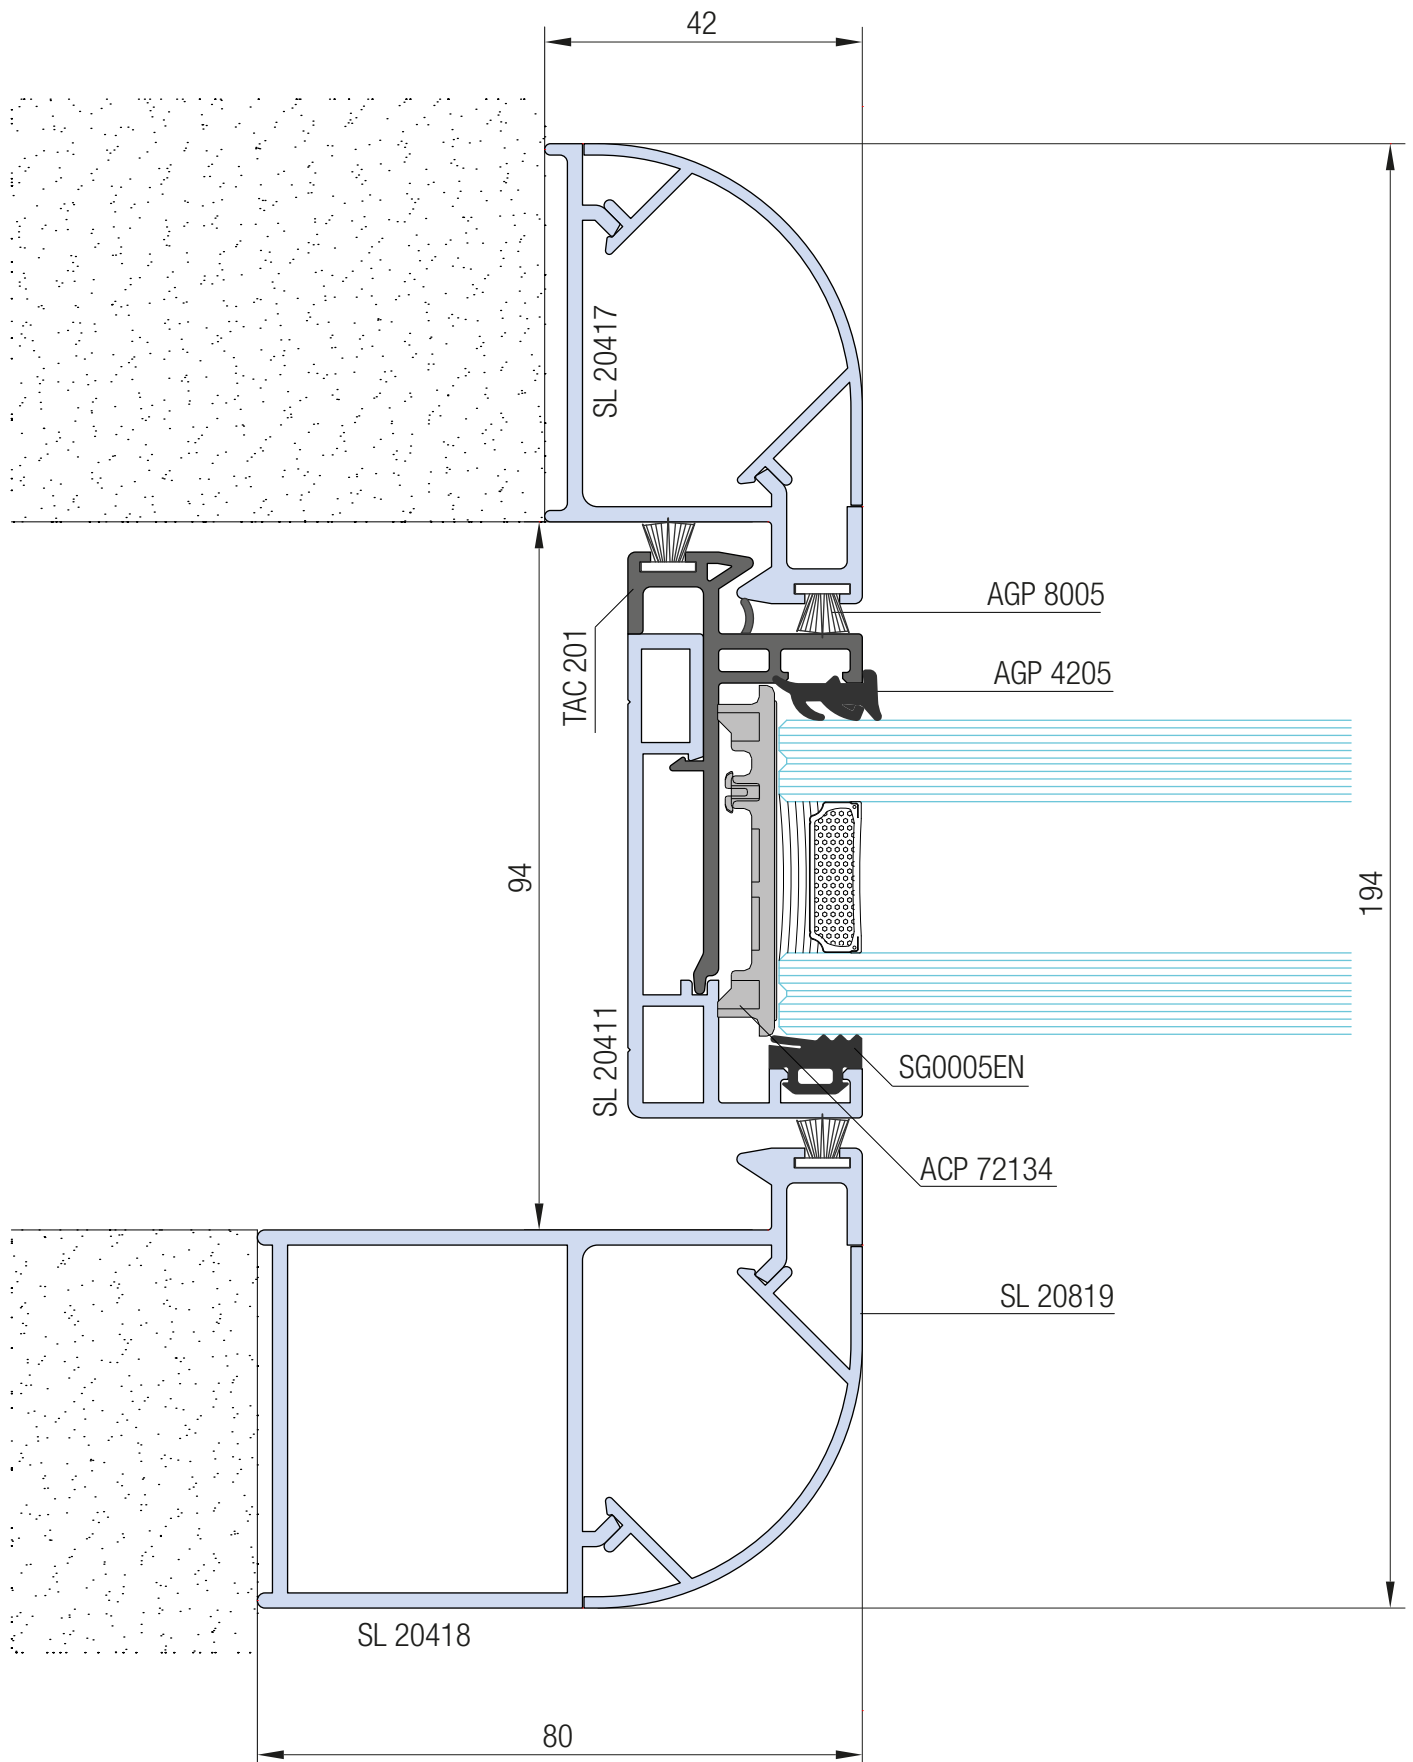 42
SL 20417
AGP 8005
TAC 201
AGP 4205
94
194
SL 20411
SG0005EN
ACP 72134
SL 20819
SL 20418
80